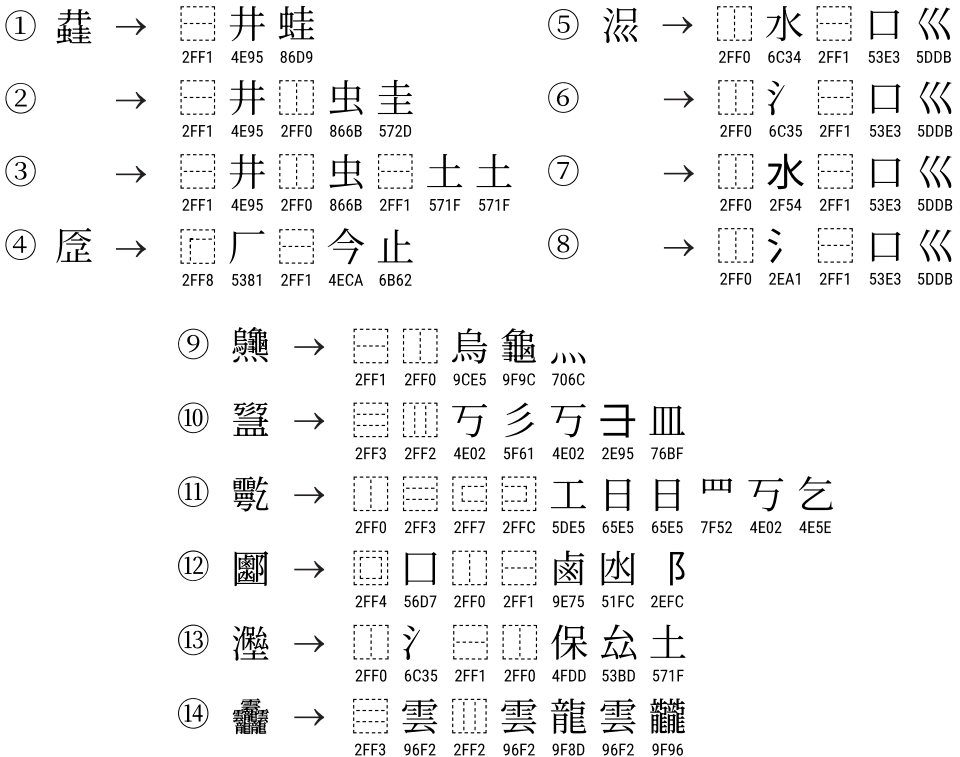 ① → ⿱ 井 蛙
2FF1 4E95 86D9
② → ⿱ 井 ⿰ 虫 圭
2FF1 4E95 2FF0 866B 572D
③ → ⿱ 井 ⿰ 虫 ⿱ 土 土
2FF1 4E95 2FF0 866B 2FF1 571F 571F
④ → ⿸ 厂 ⿱ 今 止
2FF8 5382 2FF1 4ECA 6B62
⑤ → ⿰ 水 ⿱ 口 巛
2FF0 6C34 2FF1 53E3 5DDB
⑥ → ⿰ 氵 ⿱ 口 巛
2FF0 6C35 2FF1 53E3 5DDB
⑦ → ⿰ ⽔ ⿱ 口 巛
2FF0 2F54 2FF1 53E3 5DDB
⑧ → ⿰ ⺡ ⿱ 口 巛
2FF0 2EA1 2FF1 53E3 5DDB
⑨ → ⿱ ⿰ 烏 龜 灬
2FF1 2FF0 9CE5 9F9C 706C
⑩ → ⿳ ⿲ 丂 彡 丂 ⺕ 皿
2FF3 2FF2 4E02 5F61 4E02 2E95 76BF
⑪ → ⿰ ⿳ ⿷ ⿼ 工 日 日 罒 丂 乞
2FF0 2FF3 2FF7 2FFC 5DE5 65E5 65E5 7F52 4E02 4E5E
⑫ → ⿴ 囗 ⿰ ⿱ 鹵 凼 ⻏
2FF4 56D7 2FF0 2FF1 9E75 51FC 2EFC
⑬ → ⿰ 氵 ⿱ ⿰ 保 厽 土
2FF0 6C35 2FF1 2FF0 4FDD 53BD 571F
⑭ → ⿳ 雲 ⿲ 雲 龍 雲 龖
2FF3 96F2 2FF2 96F2 9F8D 96F2 9F96